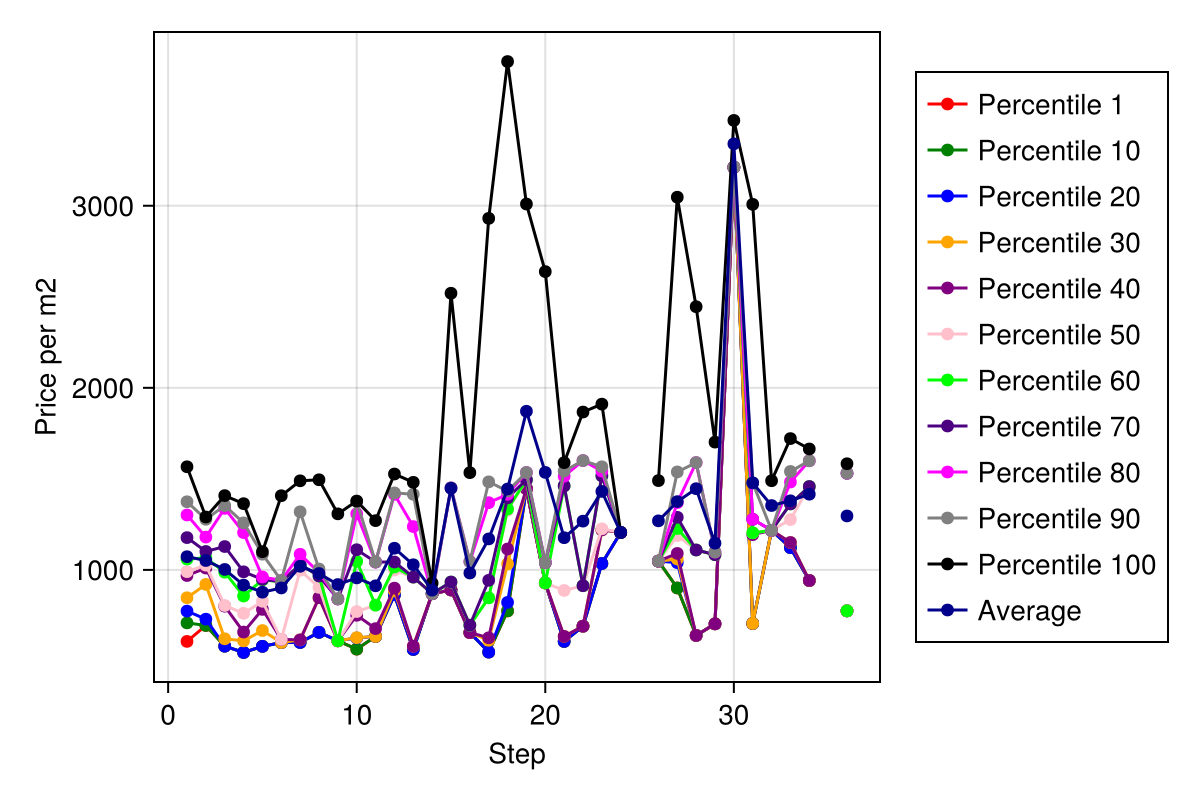 3000
2000
1000
Price per m2
0
10
20
30
Step
Percentile 1
Percentile 10
Percentile 20
Percentile 30
Percentile 40
Percentile 50
Percentile 60
Percentile 70
Percentile 80
Percentile 90
Percentile 100
Average